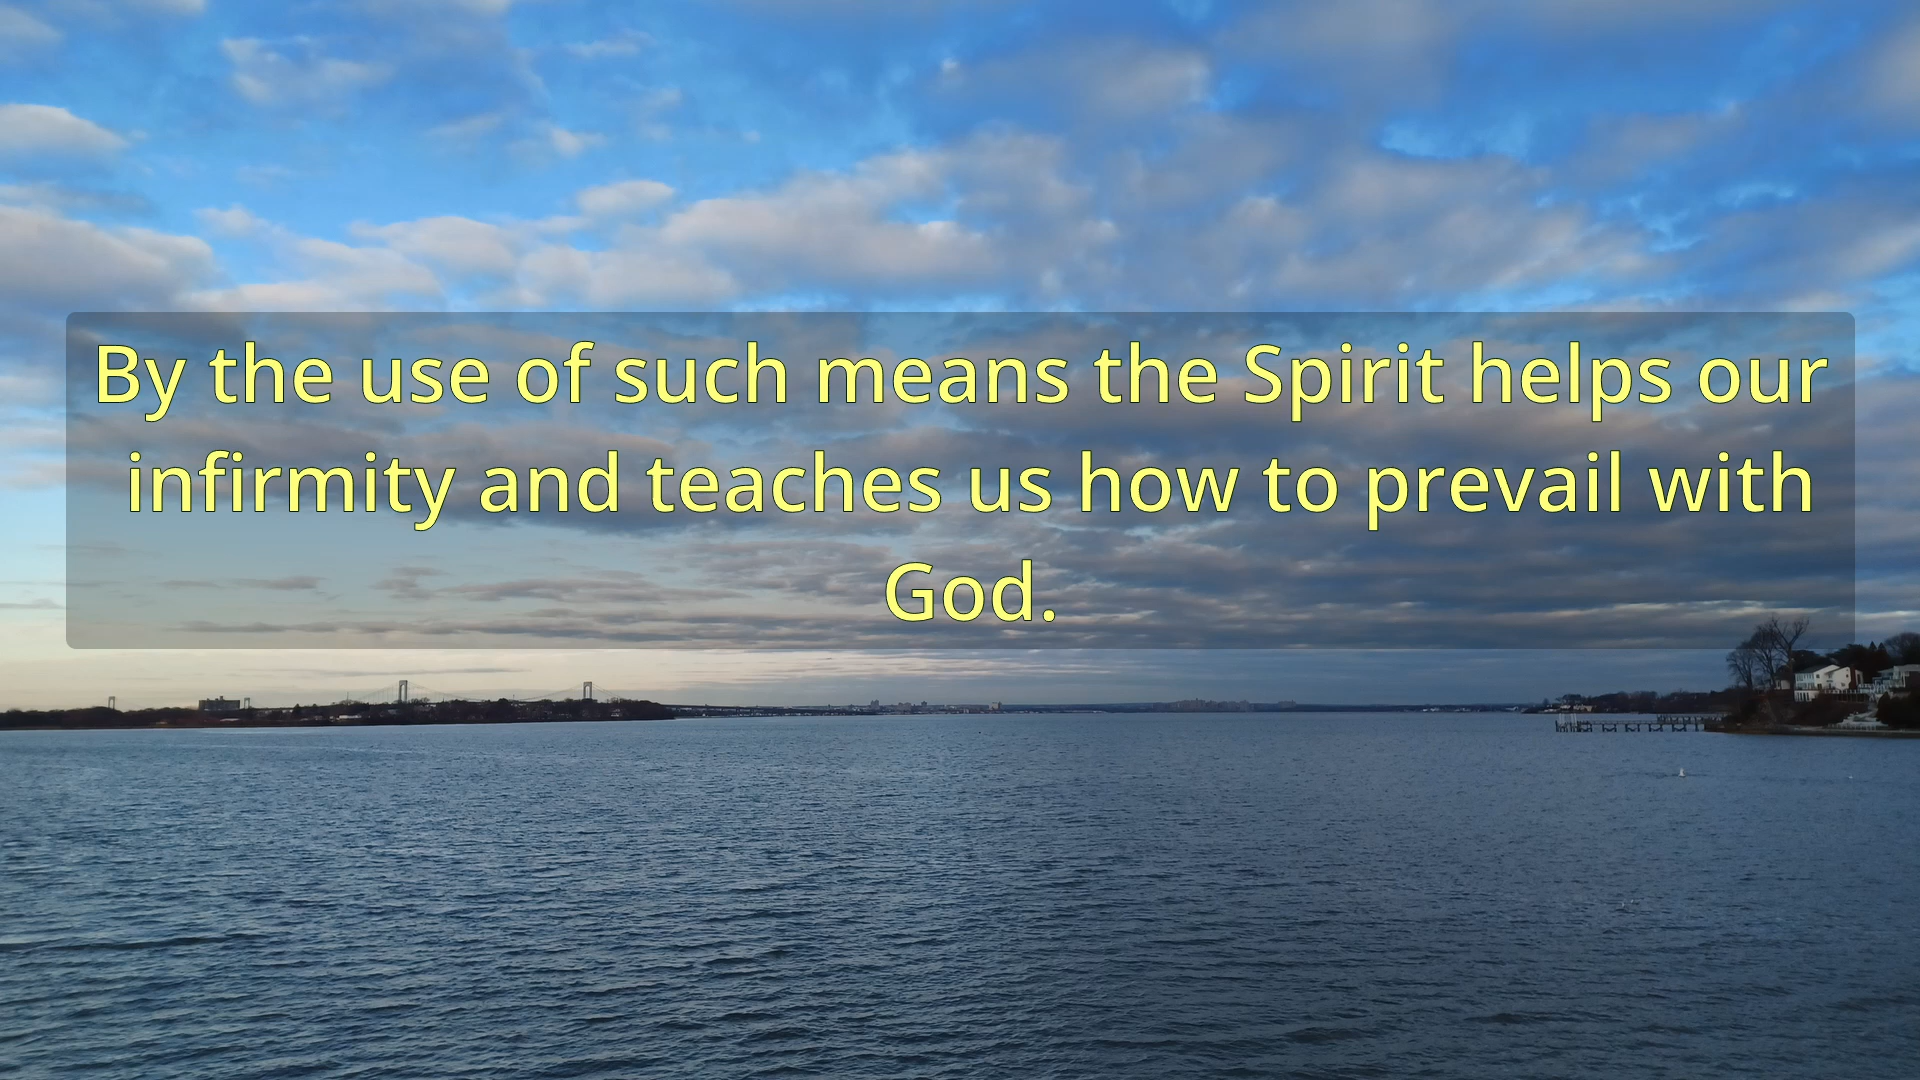 By the use of such means the Spirit helps our
infirmity and teaches us how to prevail with
God.